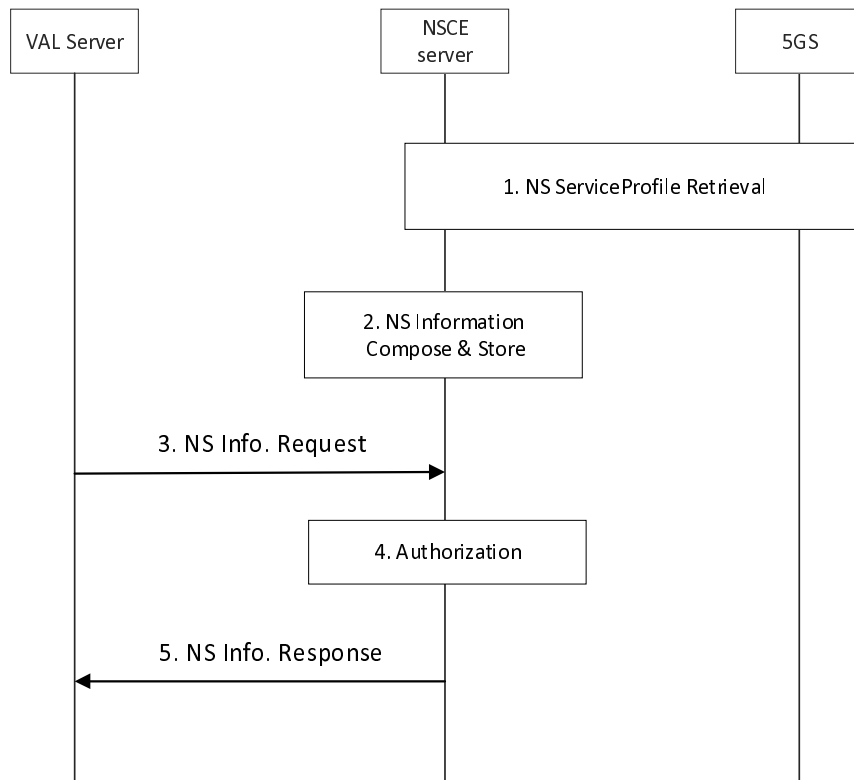 VAL Server
NSCE
server
5GS
1. NS ServiceProfile Retrieval
2. NS Information
Compose & Store
3. NS Info. Request
4. Authorization
5. NS Info. Response